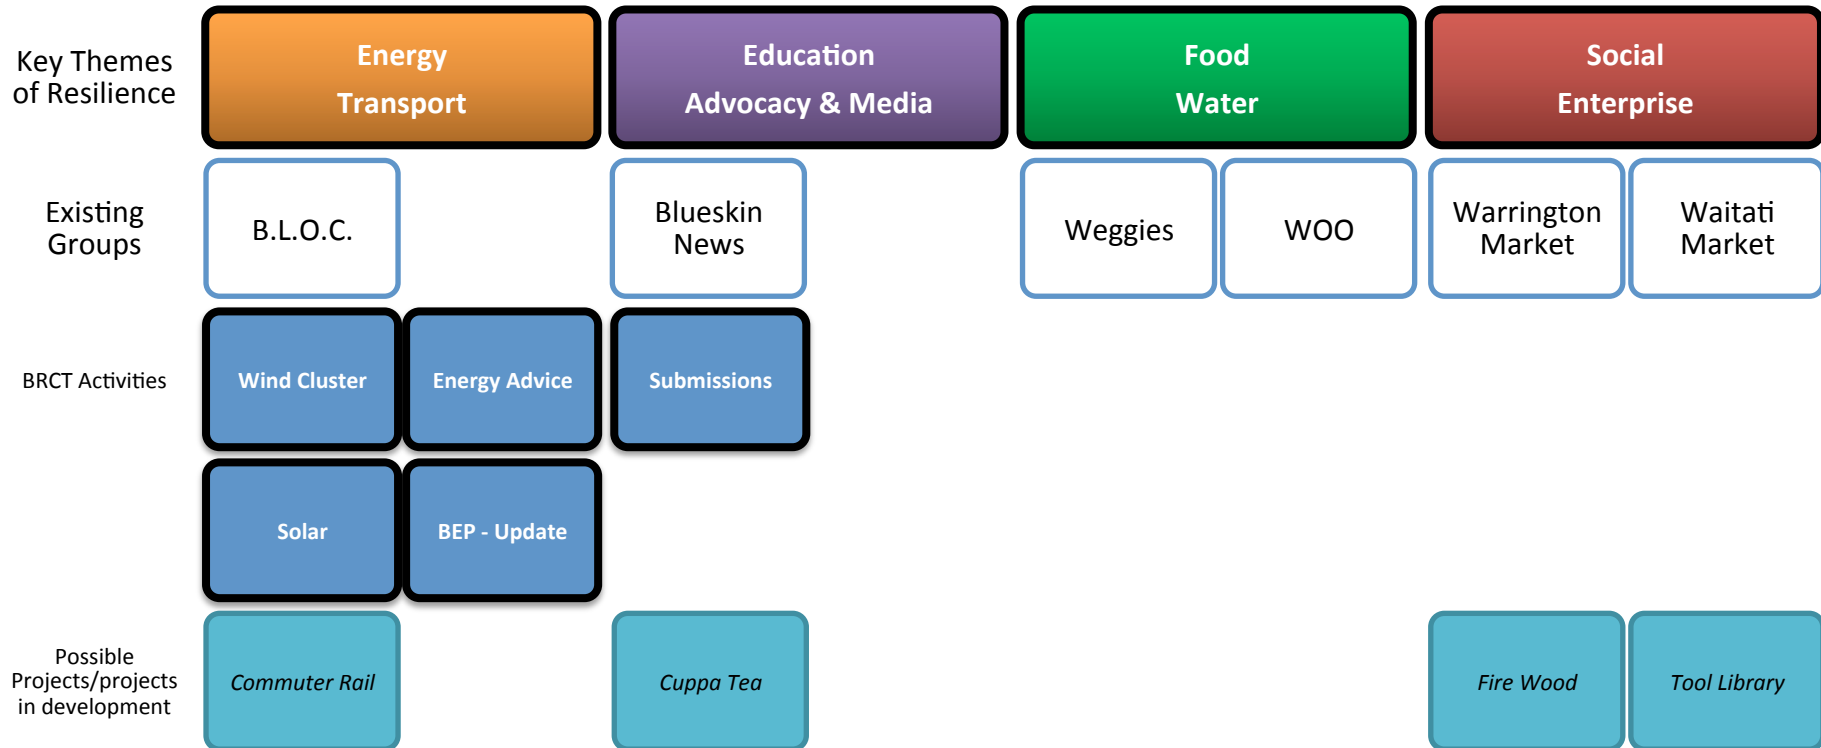 Key Themes
of Resilience
Energy
Transport
Education
Advocacy & Media
Food
Water
Social
Enterprise
Existing
Groups
B.L.O.C.
Blueskin
News
Weggies
WOO
Warrington
Market
Waitati
Market
BRCT Activities
Wind Cluster
Energy Advice
Submissions
Solar
BEP - Update
Possible
Projects/projects
in development
Commuter Rail
Cuppa Tea
Fire Wood
Tool Library